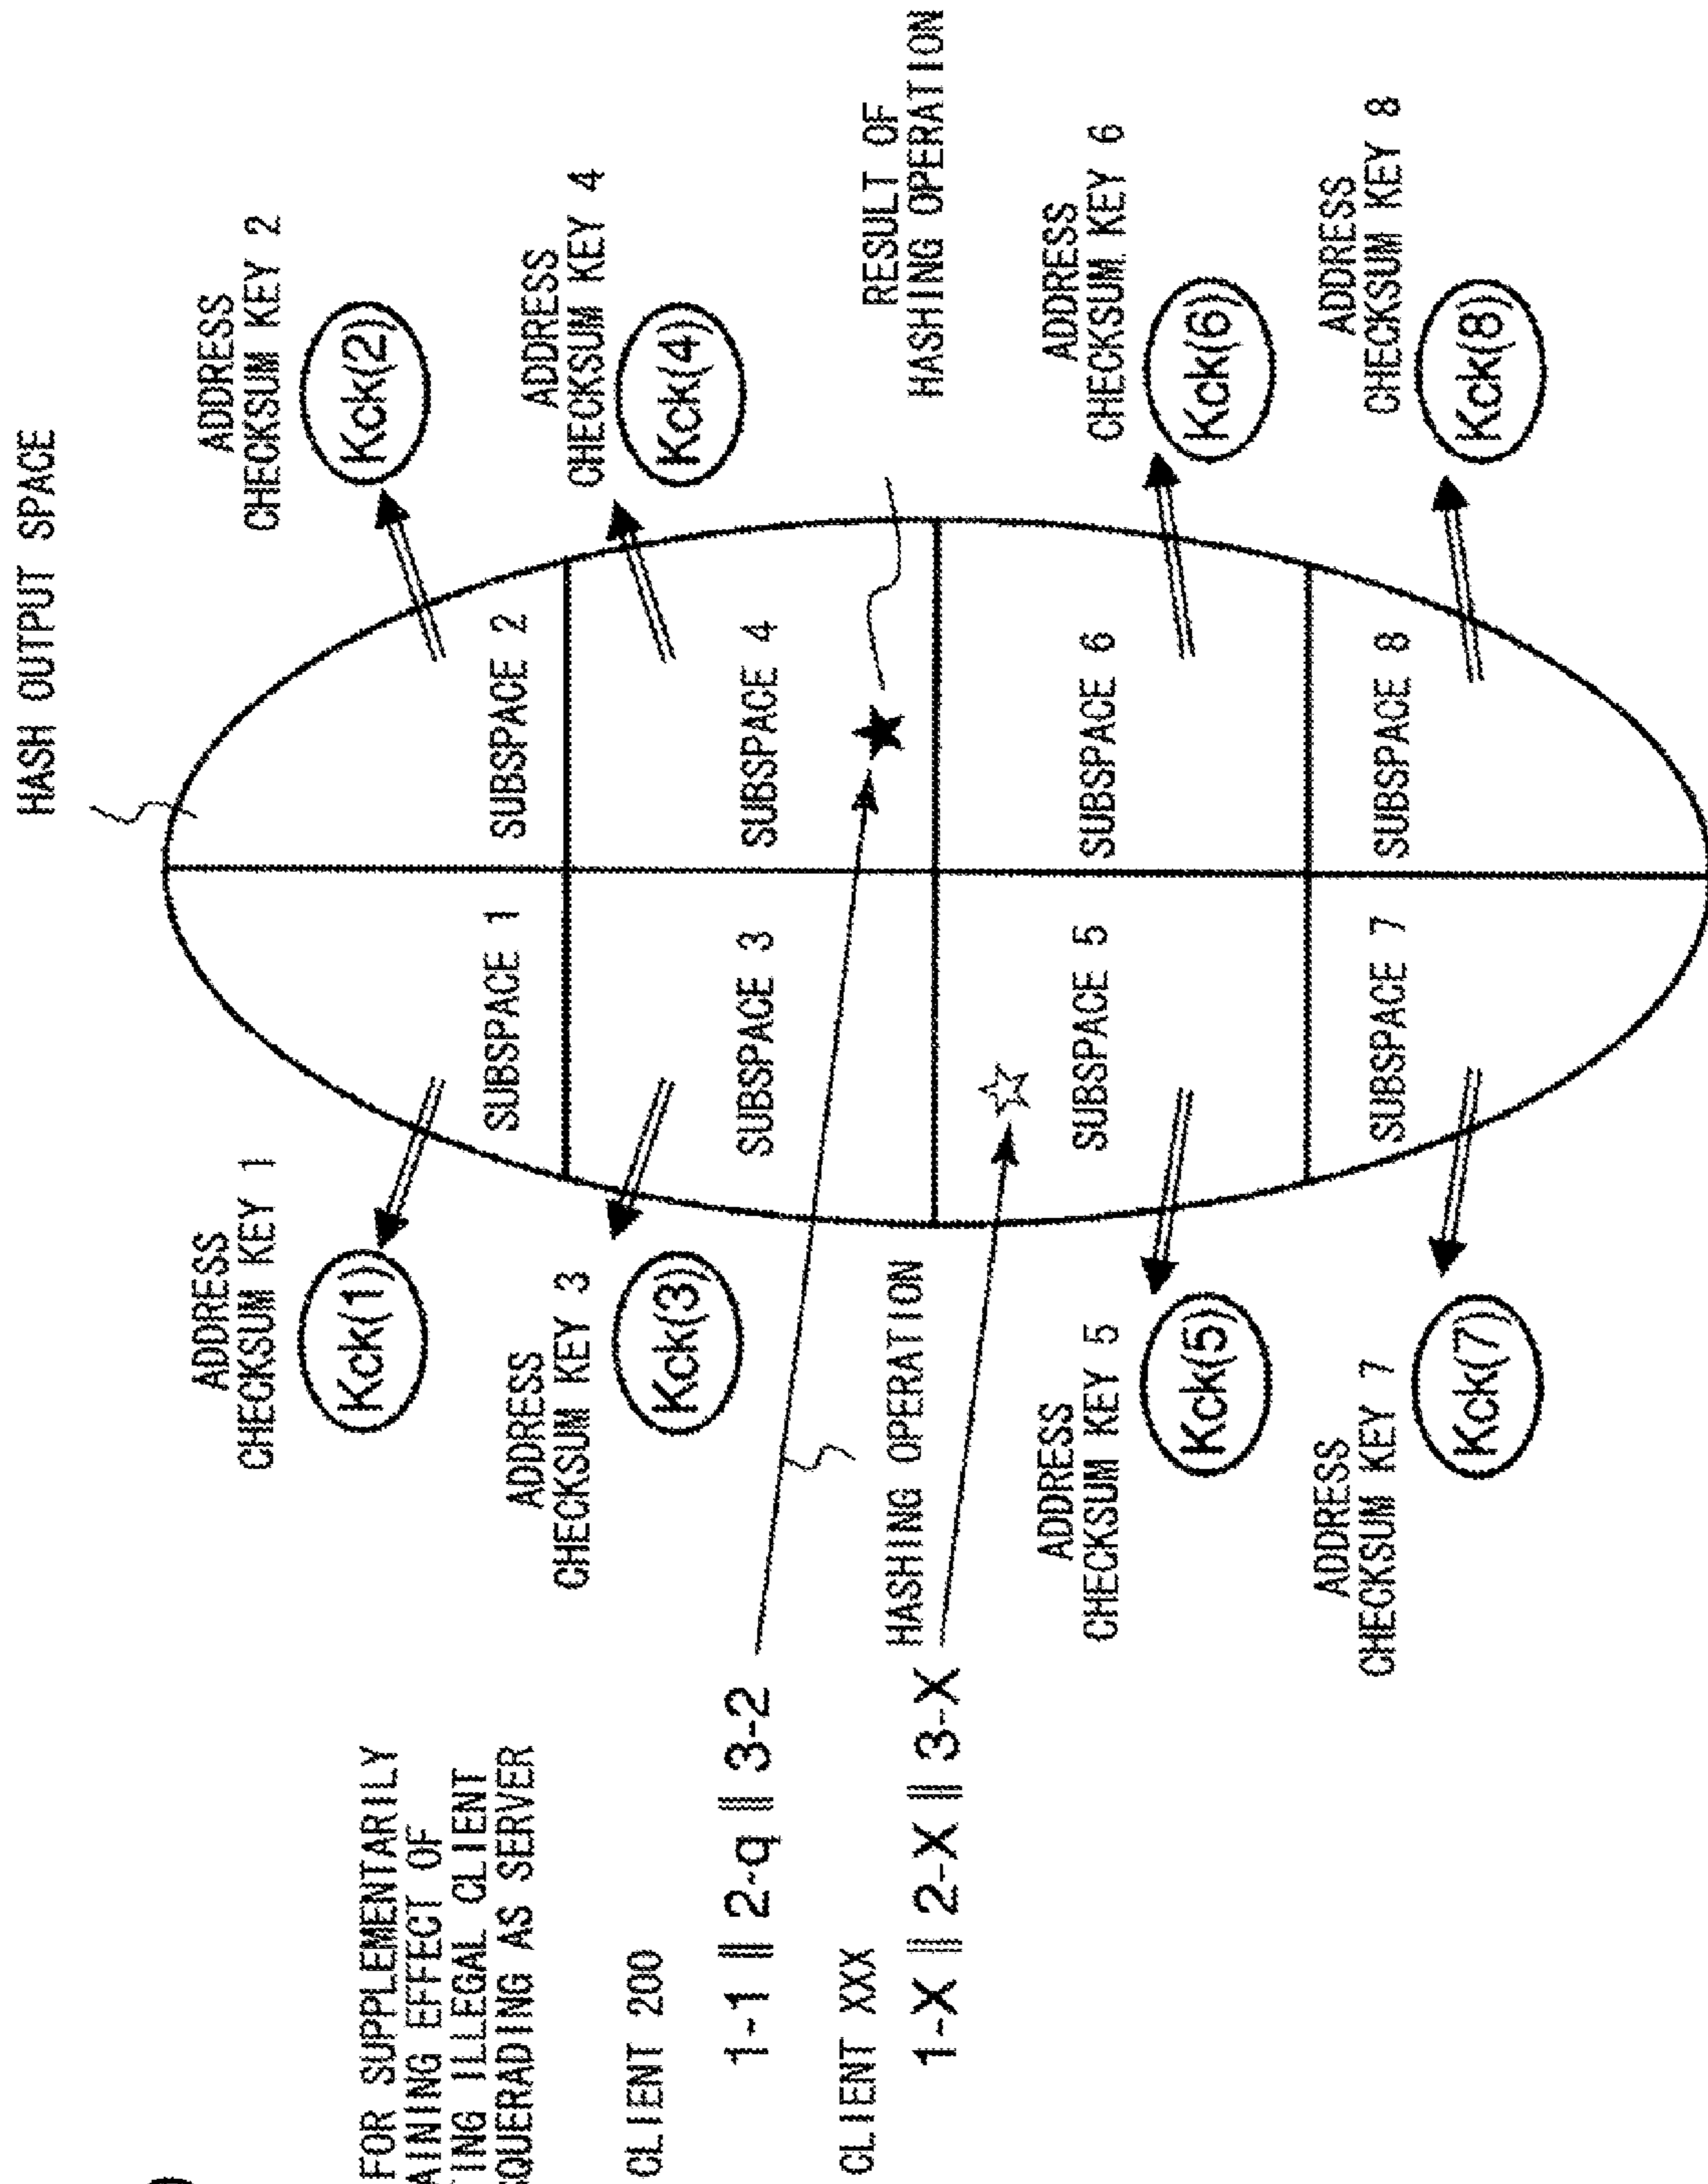 HASH OUTPUT SPACE
FOR SUPPLEMENTARILY
AINING EFFECT OF
TING ILLEGAL CLIENT
QUERADING AS SERVER
CLIENT 200
1-1 || 2-q || 3-2
CLIENT XXX
1-X || 2-X || 3-X
HASHING OPERATION
ADDRESS
CHECKSUM KEY 1
Kck(1)
ADDRESS
CHECKSUM KEY 3
Kck(3)
ADDRESS
CHECKSUM KEY 5
Kck(5)
ADDRESS
CHECKSUM KEY 7
Kck(7)
SUBSPACE 1
SUBSPACE 2
SUBSPACE 3
SUBSPACE 4
SUBSPACE 5
SUBSPACE 6
SUBSPACE 7
SUBSPACE 8
ADDRESS
CHECKSUM KEY 2
Kck(2)
ADDRESS
CHECKSUM KEY 4
Kck(4)
RESULT OF
HASHING OPERATION
ADDRESS
CHECKSUM KEY 6
Kck(6)
ADDRESS
CHECKSUM KEY 8
Kck(8)